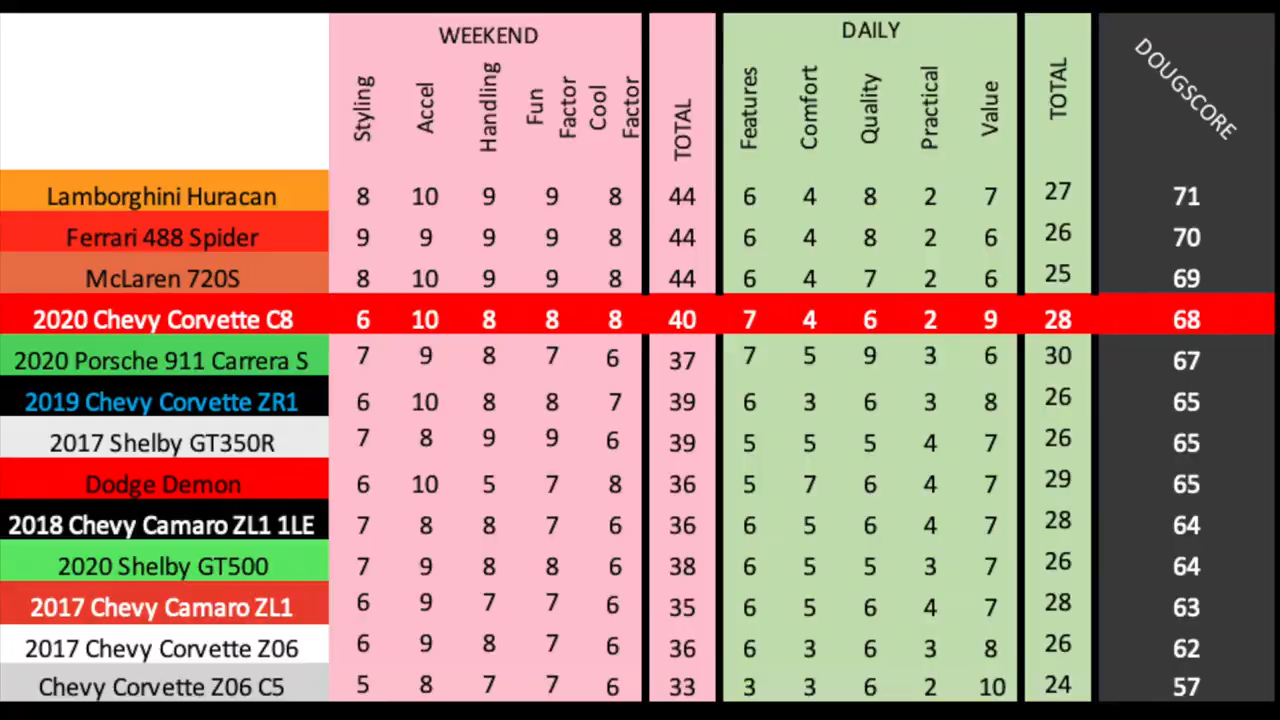 WEEKEND DAILY
Styling Accel Handling Fun Factor Cool Factor TOTAL Features Comfort Quality Practical Value TOTAL DOUGSCORE
Lamborghini Huracan 8 10 9 9 8 44 6 4 8 2 7 27 71
Ferrari 488 Spider 9 9 9 9 8 44 6 4 8 2 6 26 70
McLaren 720S 8 10 9 9 8 44 6 4 7 2 6 25 69
2020 Chevy Corvette C8 6 10 8 8 8 40 7 4 6 2 9 28 68
2020 Porsche 911 Carrera S 7 9 8 7 6 37 7 5 9 3 6 30 67
2019 Chevy Corvette ZR1 6 10 8 8 7 39 6 3 6 3 8 26 65
2017 Shelby GT350R 7 8 9 9 6 39 5 5 5 4 7 26 65
Dodge Demon 6 10 5 7 8 36 5 7 6 4 7 29 65
2018 Chevy Camaro ZL1 1LE 7 8 8 7 6 36 6 5 6 4 7 28 64
2020 Shelby GT500 7 9 8 8 6 38 6 5 5 3 7 26 64
2017 Chevy Camaro ZL1 6 9 7 7 6 35 6 5 6 4 7 28 63
2017 Chevy Corvette Z06 6 9 8 7 6 36 6 3 6 3 8 26 62
Chevy Corvette Z06 C5 5 8 7 7 6 33 3 3 6 2 10 24 57